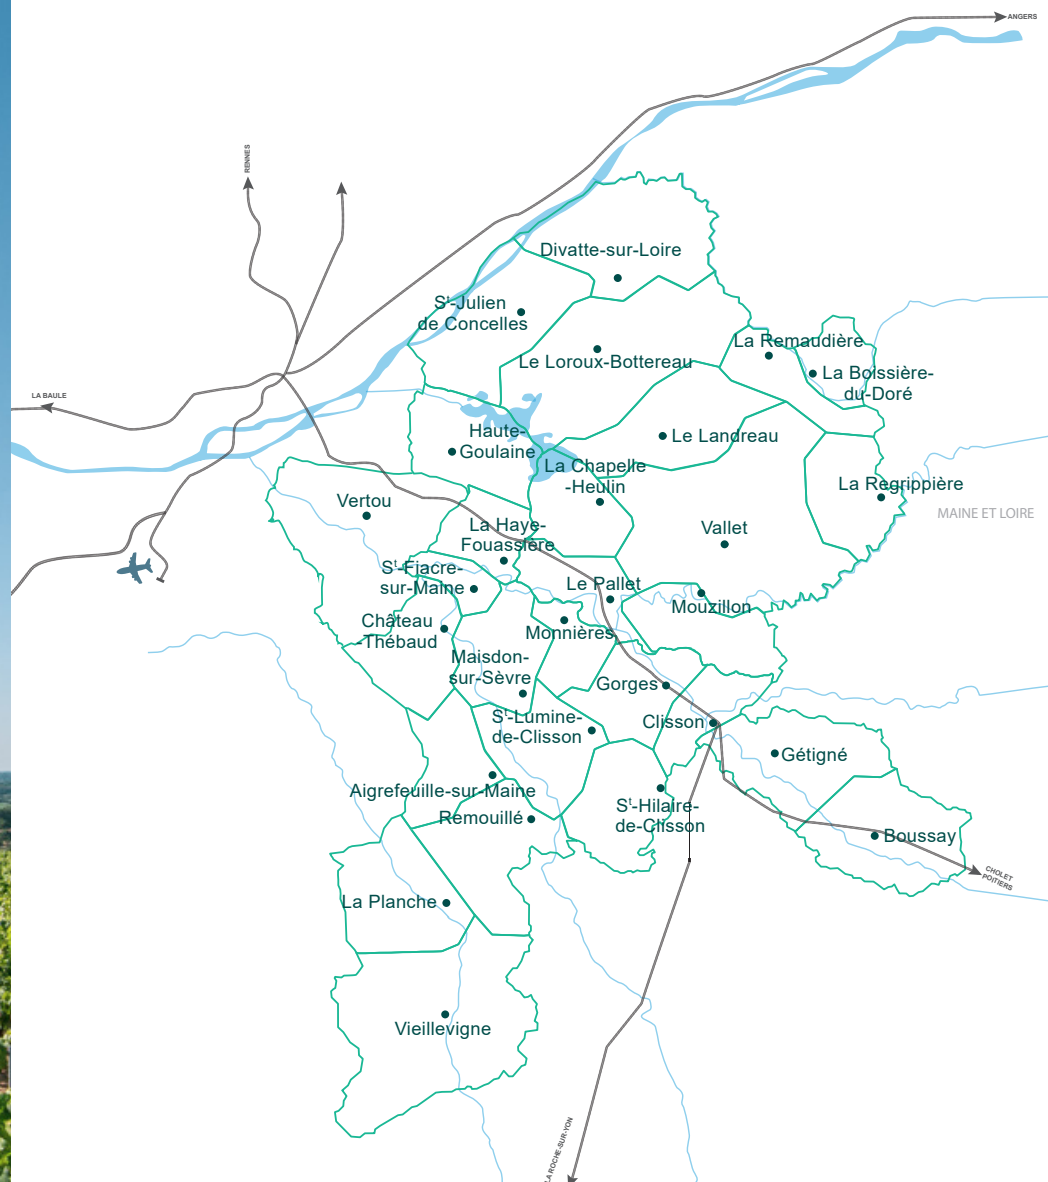 ANGERS
RENNES
Divatte-sur-Loire
Sᵗ-Julien
de Concelles
La Remaudière
Le Loroux-Bottereau
La Boissière-
du-Doré
LA BAULE
Haute-
Goulaine
Le Landreau
La Chapelle
-Heulin
La Regrippière
Vertou
MAINE ET LOIRE
La Haye-
Fouassière
Vallet
Sᵗ-Fiacre-
sur-Maine
Le Pallet
Mouzillon
Château
-Thébaud
Monnières
Maisdon-
sur-Sèvre
Gorges
Sᵗ-Lumine-
de-Clisson
Clisson
Gétigné
Aigrefeuille-sur-Maine
Sᵗ-Hilaire-
de-Clisson
Remouillé
Boussay
CHOLET
POITIERS
La Planche
Vieillevigne
LA ROCHE-SUR-YON